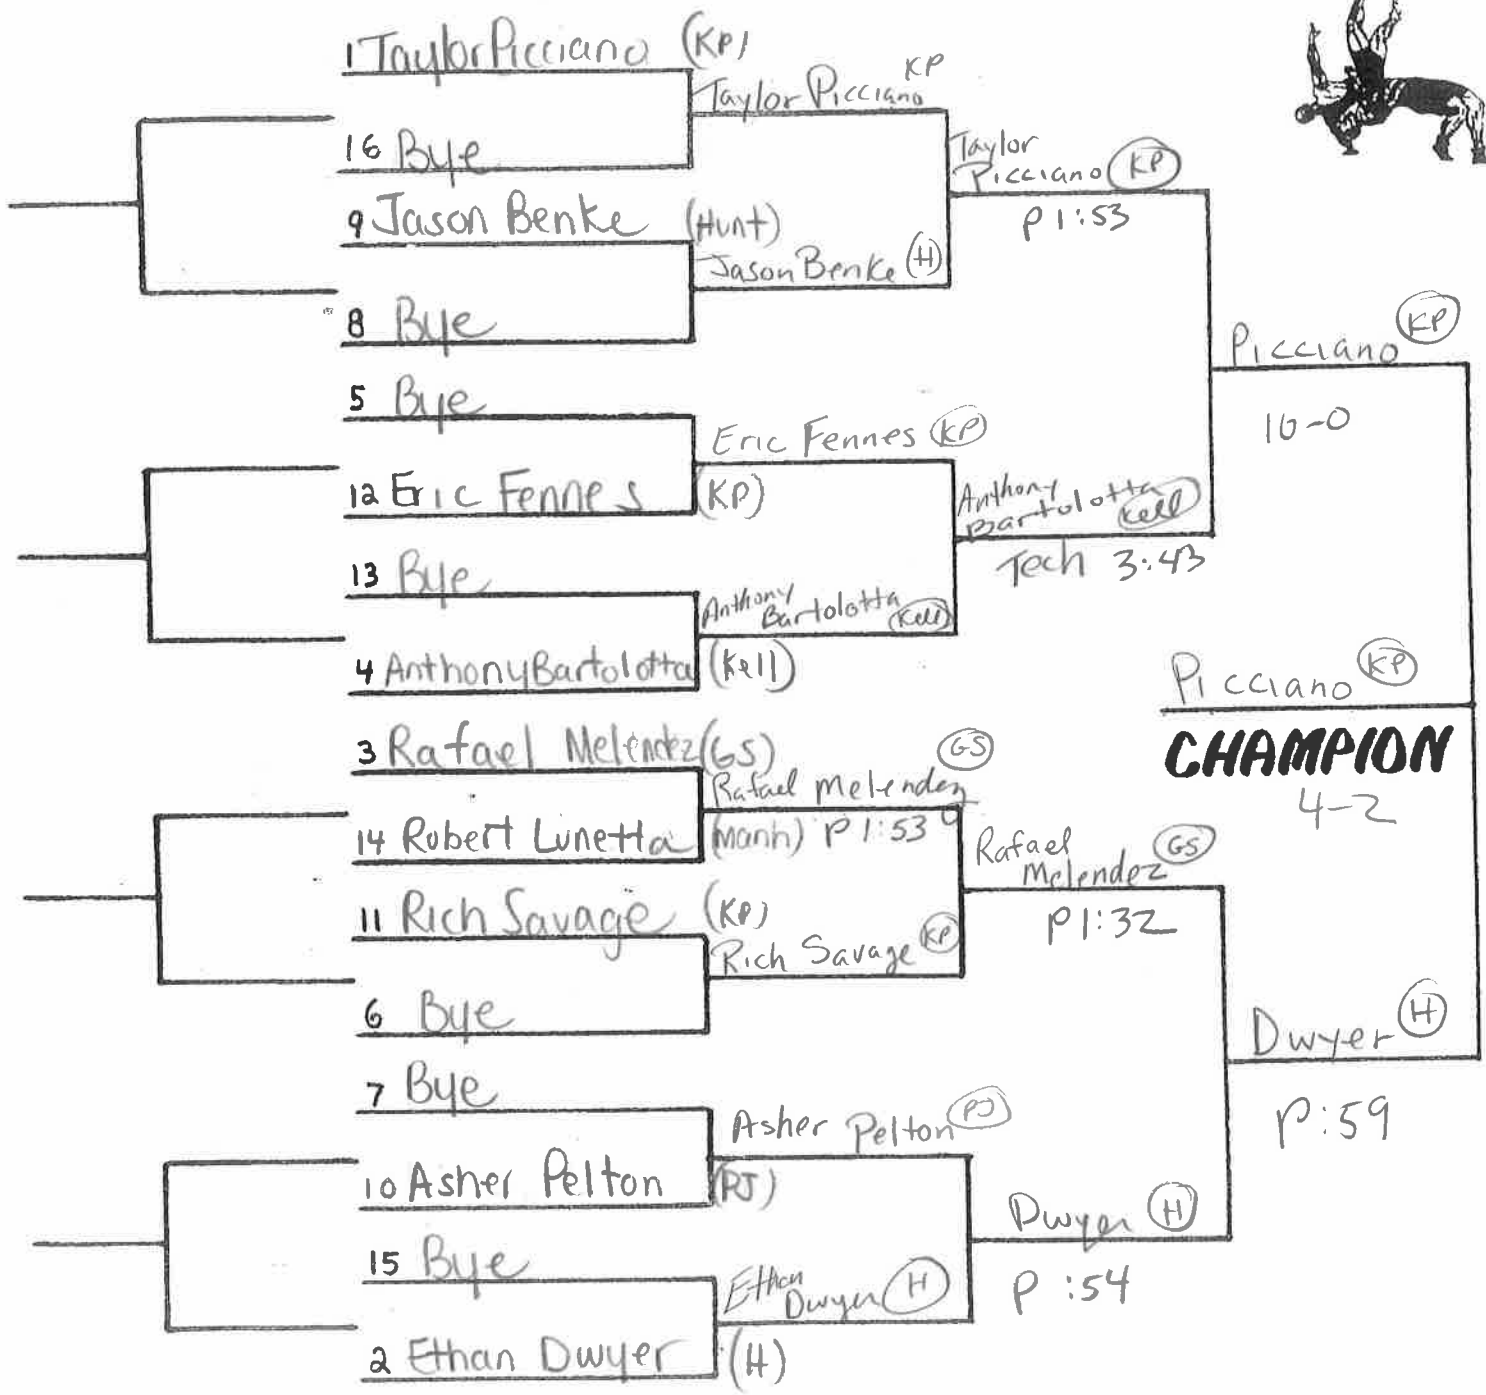 1 Taylor Picciano (KP)
Taylor Picciano KP
16 Bye
Taylor
Picciano KP
P 1:53
9 Jason Benke (Hunt)
Jason Benke (H)
8 Bye
Picciano KP
10-0
5 Bye
Eric Fennes KP
12 Eric Fennes (KP)
Anthony
Bartolotta Kell
Tech 3:43
13 Bye
Anthony
Bartolotta Kell
4 Anthony Bartolotta (Kell)
Picciano KP
CHAMPION
4-2
3 Rafael Melendez (GS)
Rafael Melendez GS
14 Robert Lunetta (Manh) P 1:53
Rafael
Melendez GS
P 1:32
11 Rich Savage (KP)
Rich Savage KP
6 Bye
Dwyer H
P :59
7 Bye
Asher Pelton PJ
10 Asher Pelton (PJ)
Dwyer H
P :54
15 Bye
Ethan
Dwyer H
2 Ethan Dwyer (H)